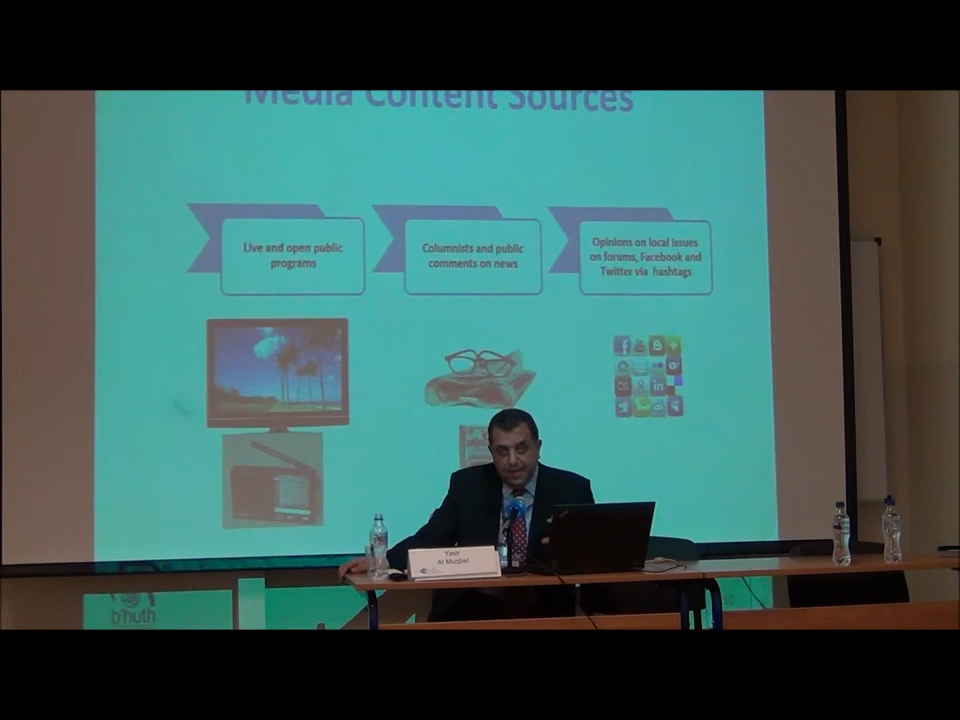 Media Content Sources
Live and open public
programs
Columnists and public
comments on news
Opinions on local issues
on forums, Facebook and
Twitter via hashtags
Yasir
Al Muqbel
b'huth